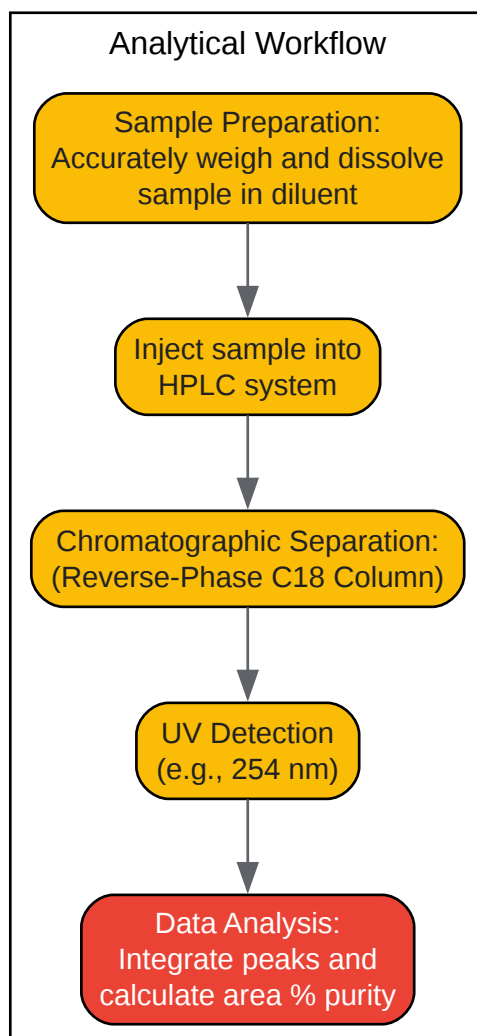 Analytical Workflow
Sample Preparation:
Accurately weigh and dissolve
sample in diluent
Inject sample into
HPLC system
Chromatographic Separation:
(Reverse-Phase C18 Column)
UV Detection
(e.g., 254 nm)
Data Analysis:
Integrate peaks and
calculate area % purity